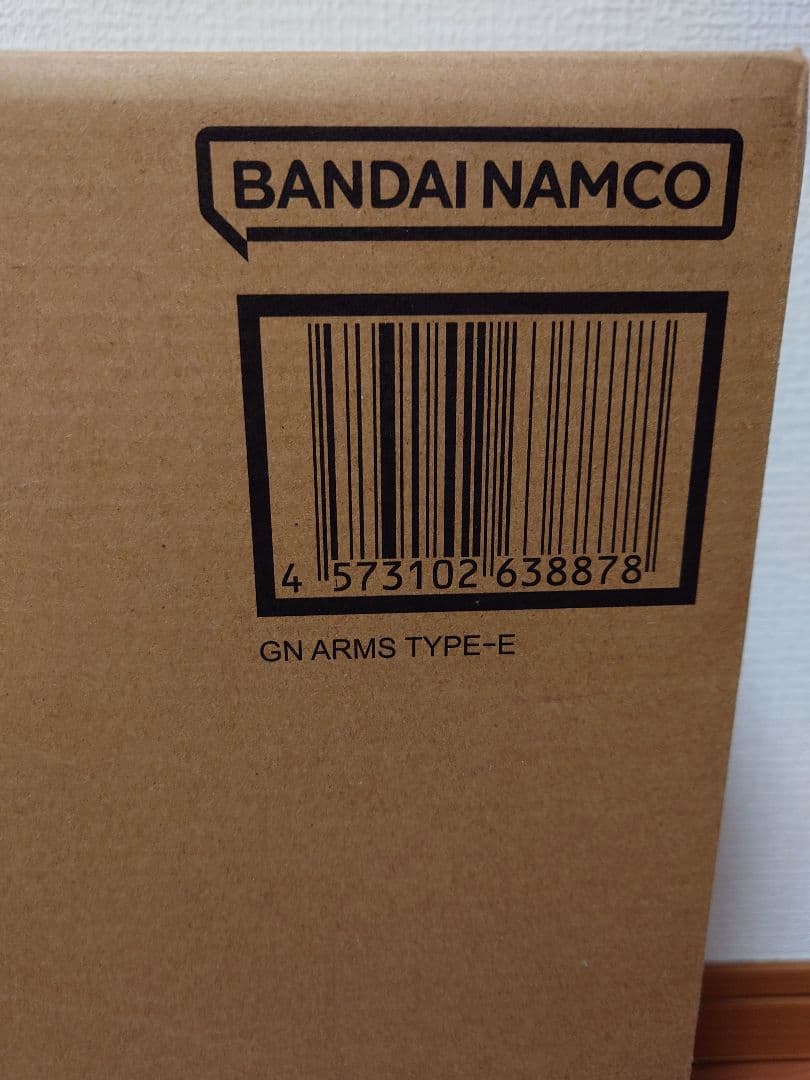 BANDAI NAMCO
4 573102 638878
GN ARMS TYPE-E